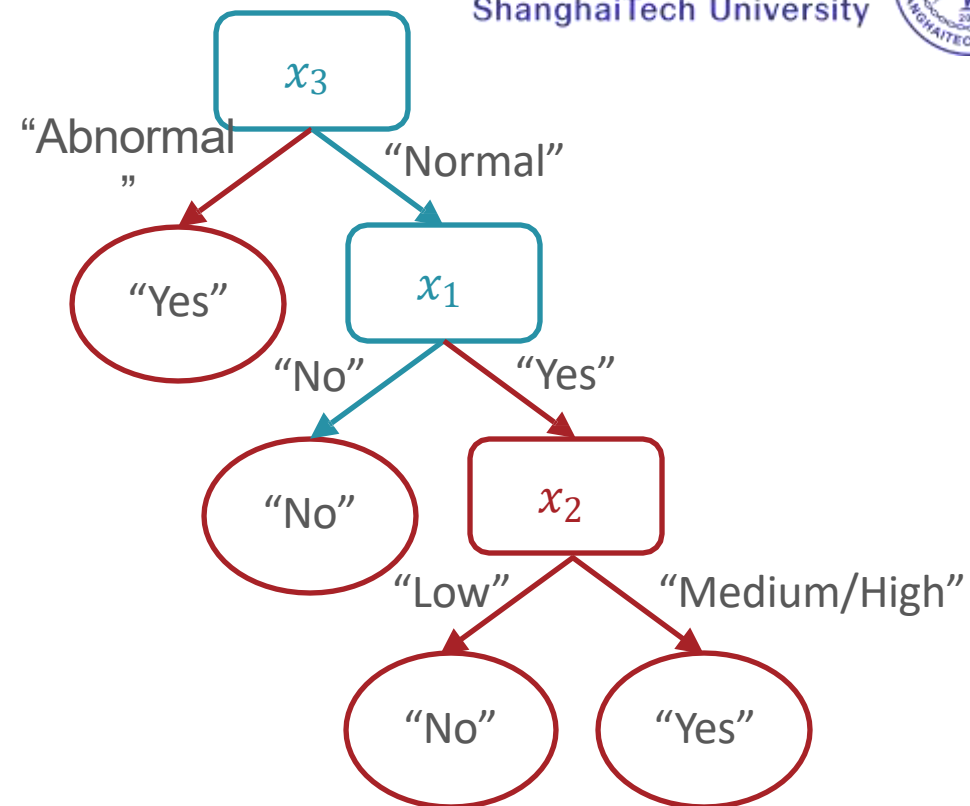 ShanghaiTech University
x₃
“Abnormal
”
“Normal”
“Yes”
x₁
“No”
“Yes”
“No”
x₂
“Low”
“Medium/High”
“No”
“Yes”